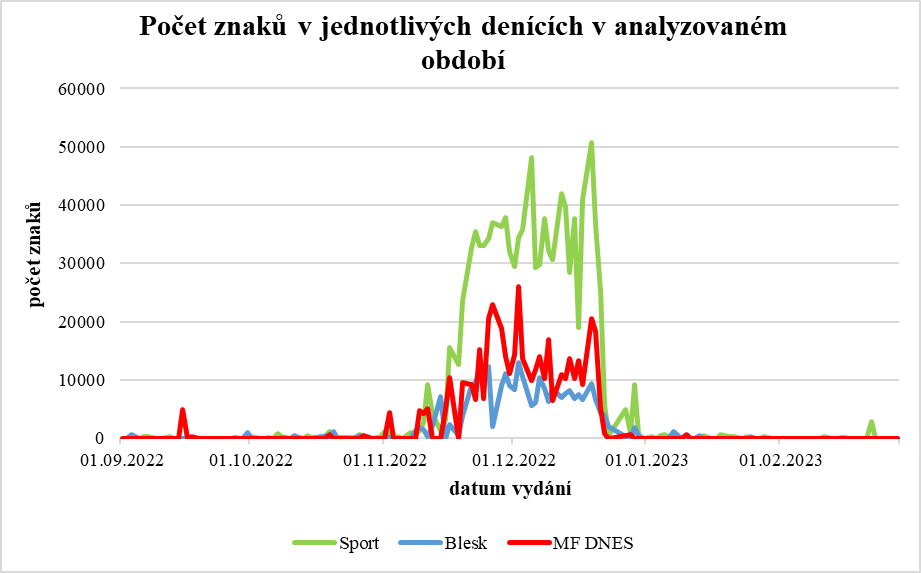 Počet znaků v jednotlivých denících v analyzovaném
období
60000
50000
40000
30000
20000
10000
0
počet znaků
01.09.2022 01.10.2022 01.11.2022 01.12.2022 01.01.2023 01.02.2023
datum vydání
Sport Blesk MF DNES